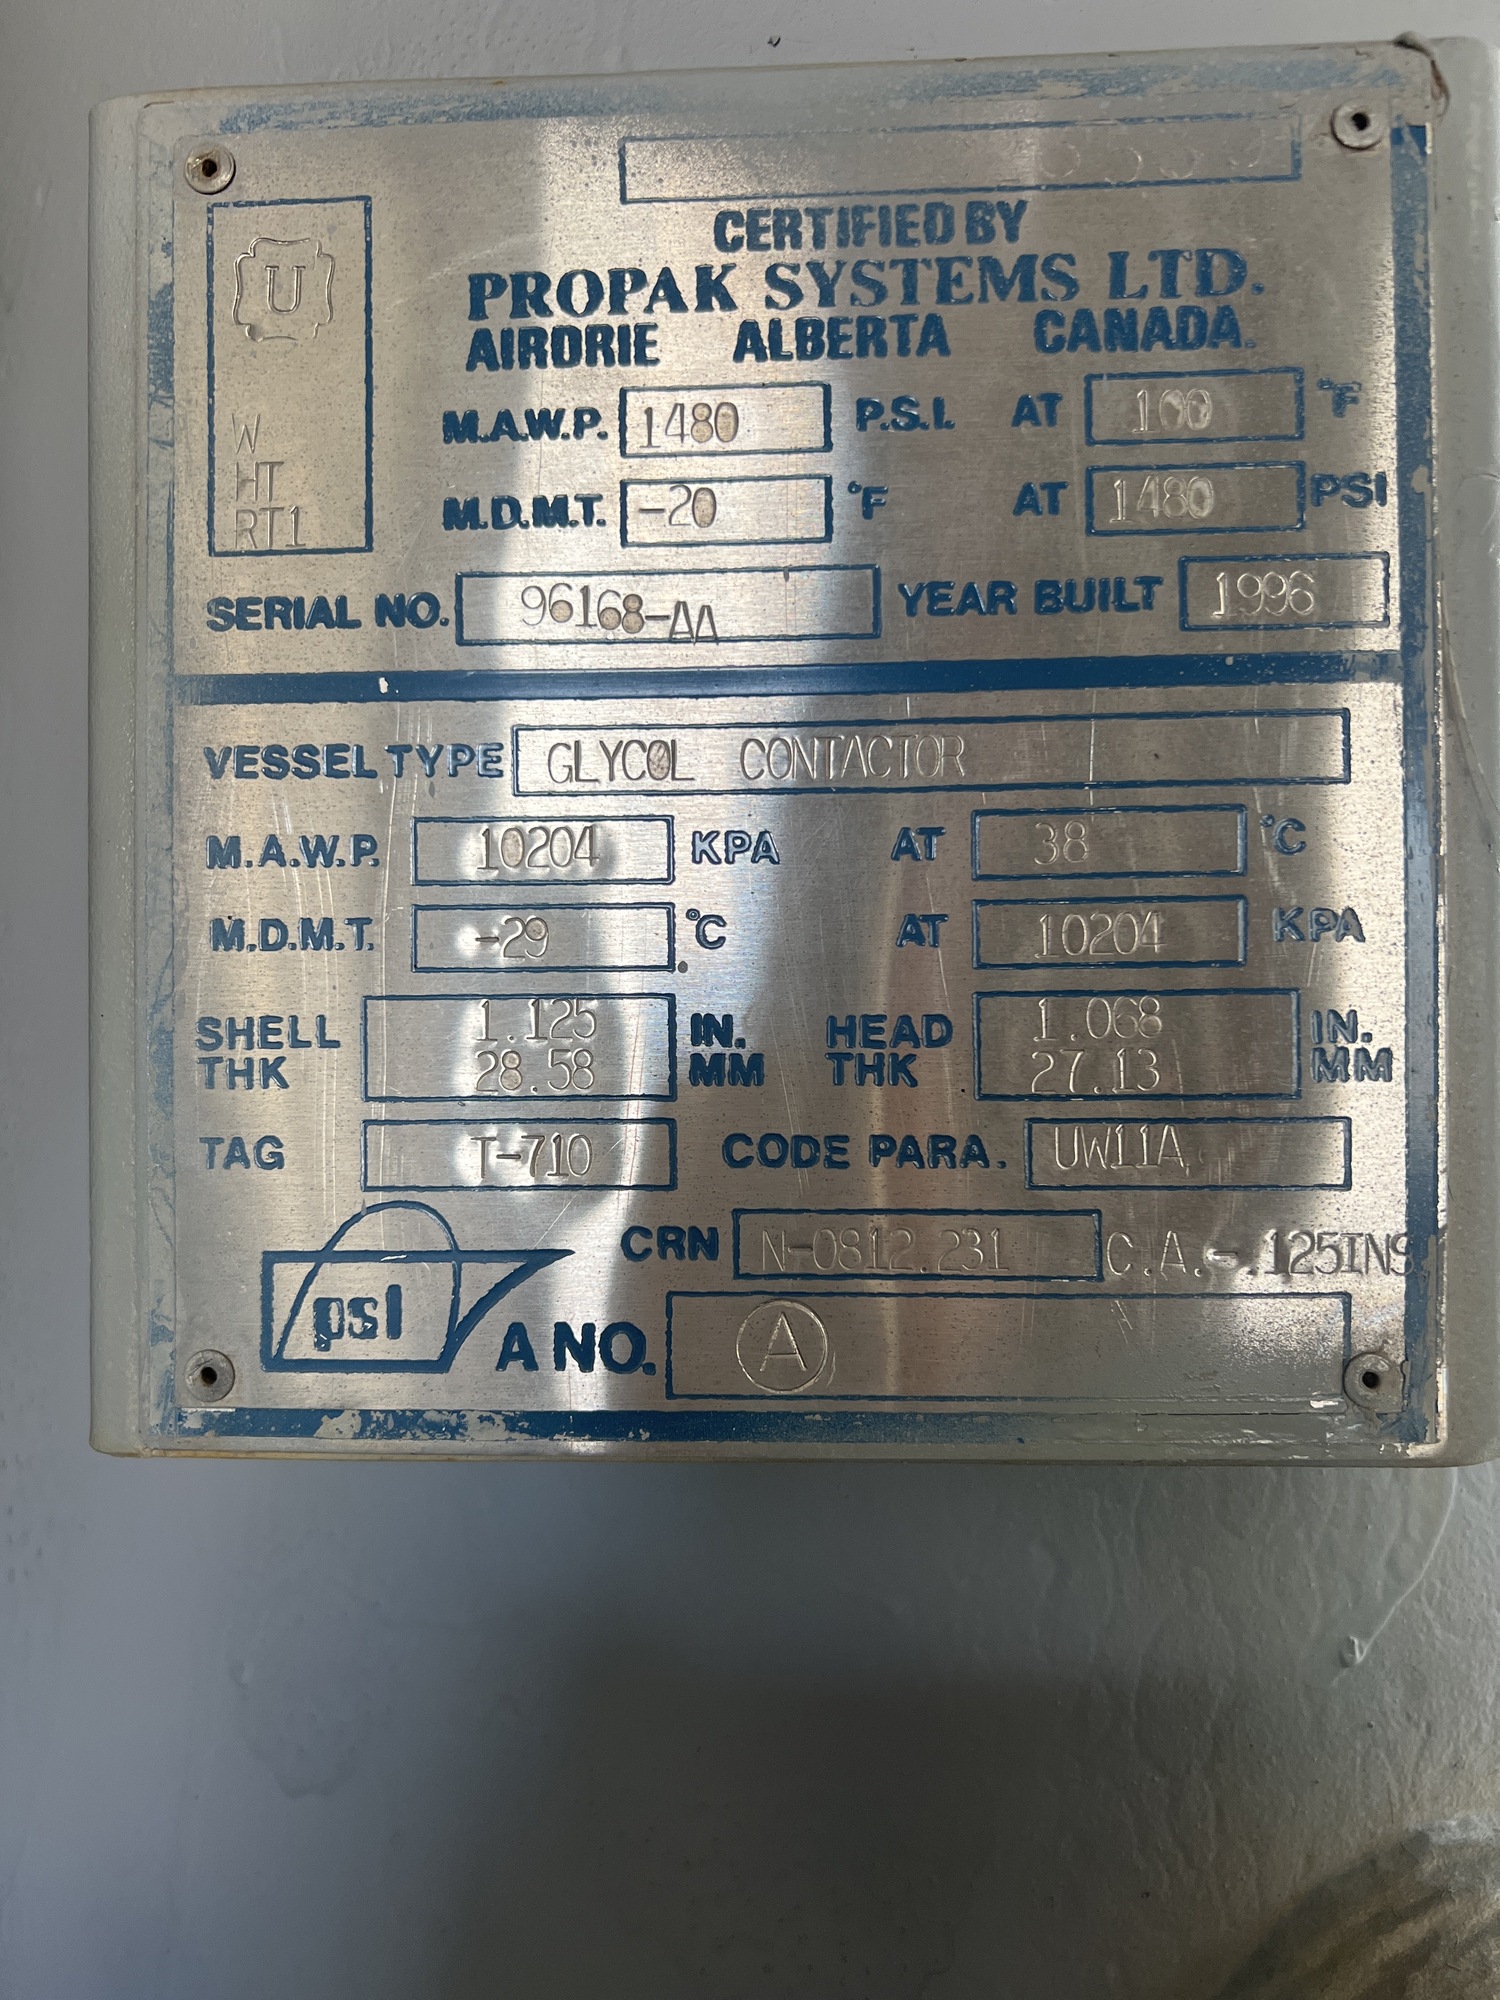 U
W
HT
RT1
CERTIFIED BY
PROPAK SYSTEMS LTD.
AIRDRIE ALBERTA CANADA.
M.A.W.P. 1480 P.S.I. AT 100 °F
M.D.M.T. -20 °F AT 1480 PSI
SERIAL NO. 96168-AA YEAR BUILT 1996
VESSEL TYPE GLYCOL CONTACTOR
M.A.W.P. 10204 KPA AT 38 °C
M.D.M.T. -29 °C AT 10204 KPA
SHELL THK 1.125 IN. HEAD THK 1.068 IN.
28.58 MM 27.13 MM
TAG T-710 CODE PARA. UW11A
CRN N-0812.231 C.A.-.125INS
psl A NO. A